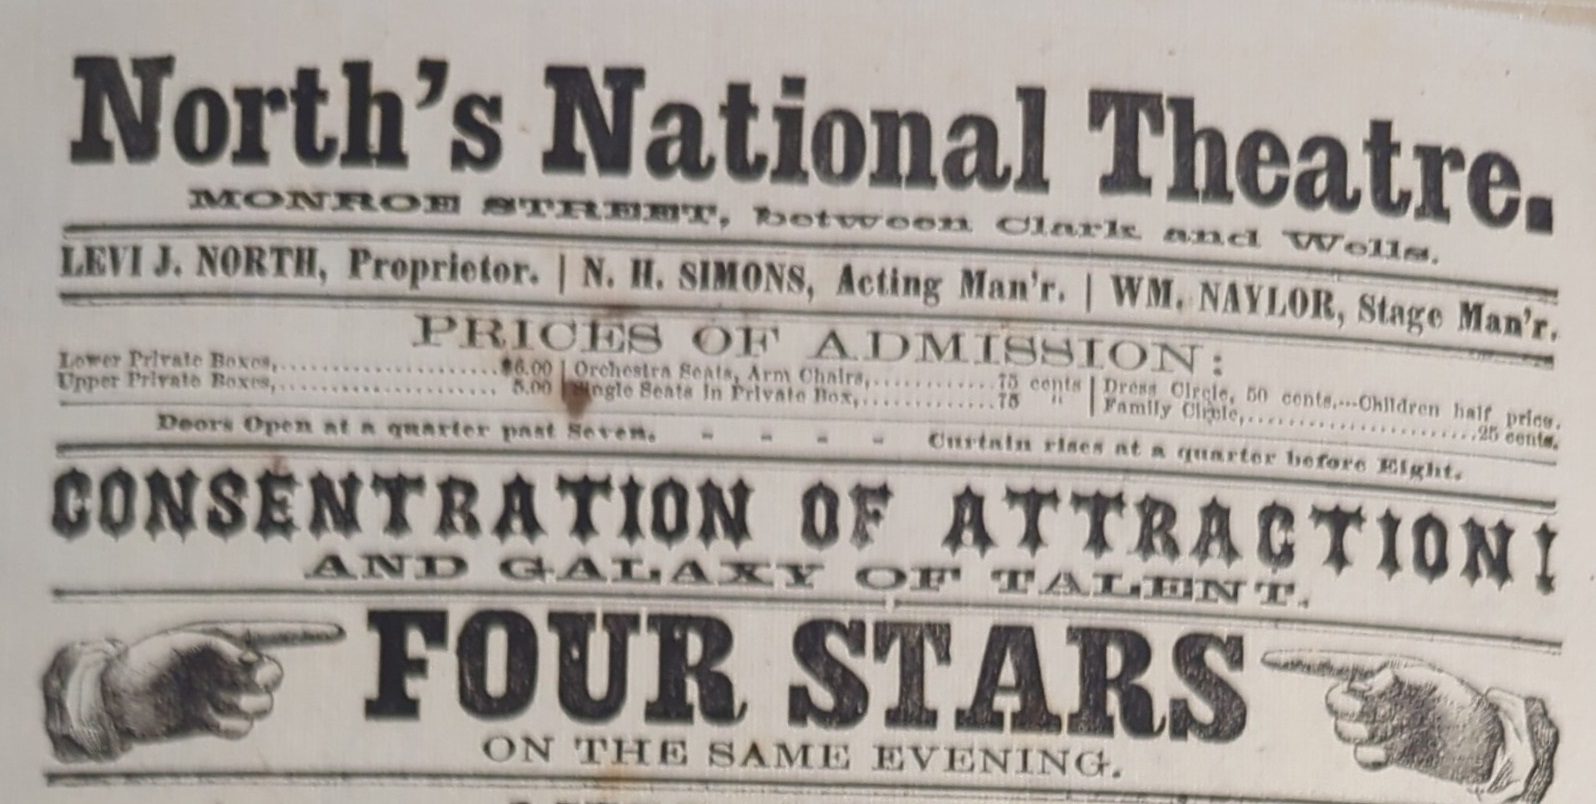 North's National Theatre.
MONROE STREET, between Clark and Wells.
LEVI J. NORTH, Proprietor. | N. H. SIMONS, Acting Man'r. | WM. NAYLOR, Stage Man'r.
PRICES OF ADMISSION:
Lower Private Boxes,........................$6.00 | Orchestra Seats, Arm Chairs,............75 cents | Dress Circle, 50 cents.---Children half price.
Upper Private Boxes,........................ 5.00 | Single Seats in Private Box,.............75 " | Family Circle,........................25 cents.
Doors Open at a quarter past Seven. - - - - Curtain rises at a quarter before Eight.
CONSENTRATION OF ATTRACTION!
AND GALAXY OF TALENT.
FOUR STARS
ON THE SAME EVENING.